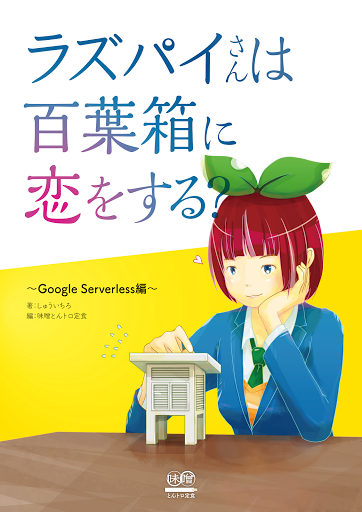 ラズパイさんは
百葉箱に
恋をする?
～Google Serverless編～
著：しゅういちろ
編：味噌とんトロ定食
味噌
とんトロ定食